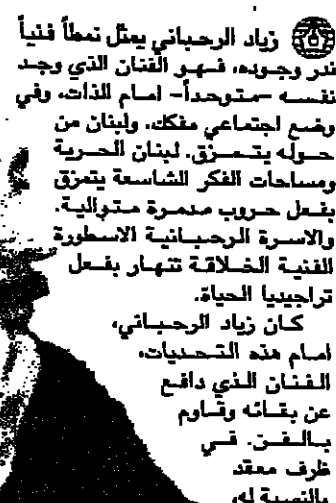 زياد الرحباني يمثل نمطاً فنياً
ندر وجوده، فهو الفنان الذي وجد
نفسه -متوحداً- امام الذات، وفي
وضع اجتماعي مفكك، ولبنان من
حوله يتمزق. لبنان الحرية
ومساحات الفكر الشاسعة يتمزق
بفعل حروب مدمرة متوالية.
والاسرة الرحبانية الاسطورة
الفنية الخلاقة تنهار بفعل
تراجيديا الحياة.
كان زياد الرحباني،
امام هذه التحديات،
الفنان الذي دافع
عن بقائه وقاوم
بالفن. في
ظرف معقد
بالنسبة له،